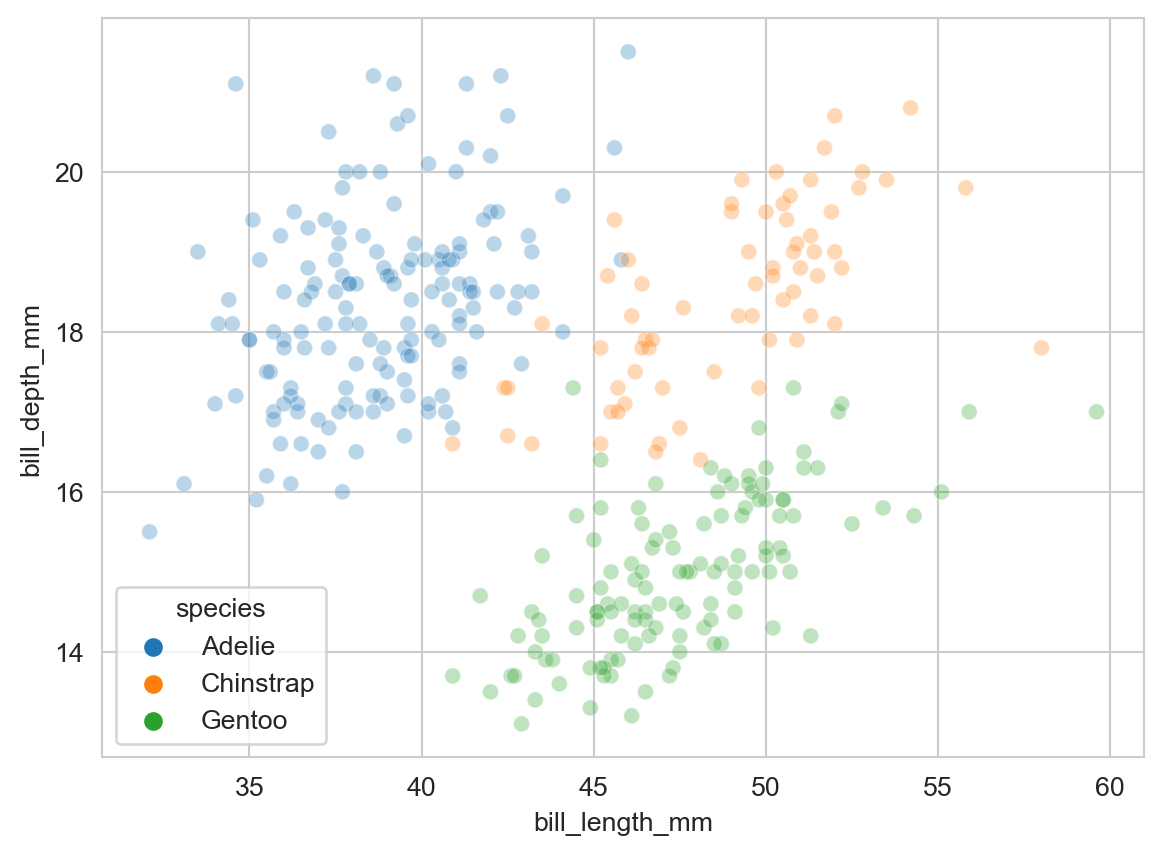 20
18
16
14
bill_depth_mm
species
Adelie
Chinstrap
Gentoo
35 40 45 50 55 60
bill_length_mm